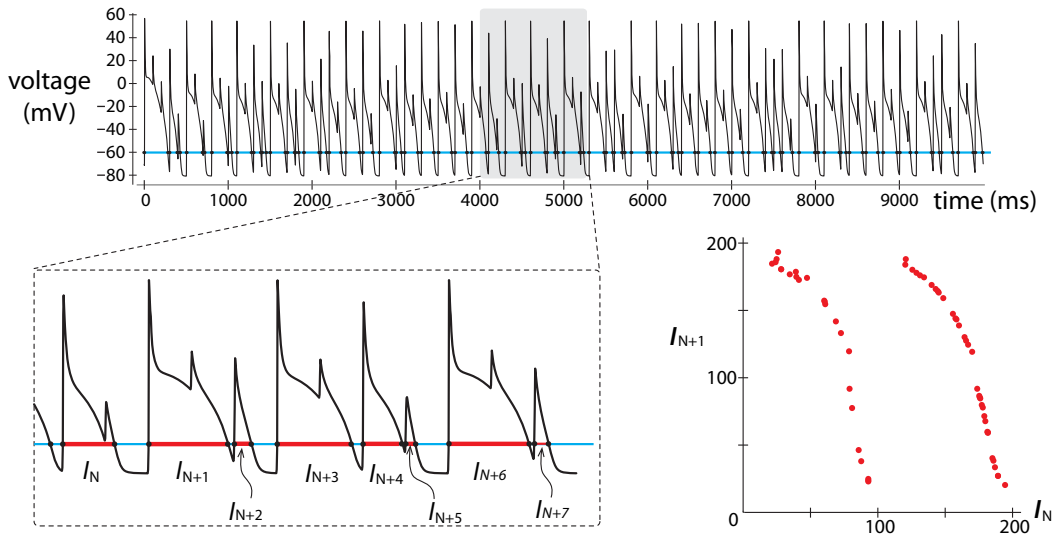 60
40
20
voltage
0
(mV)
−20
−40
−60
−80
0 1000 2000 3000 4000 5000 6000 7000 8000 9000 time (ms)
I_N I_N+1 I_N+3 I_N+4 I_N+6
I_N+2 I_N+5 I_N+7
200
I_N+1
100
0 100 200 I_N